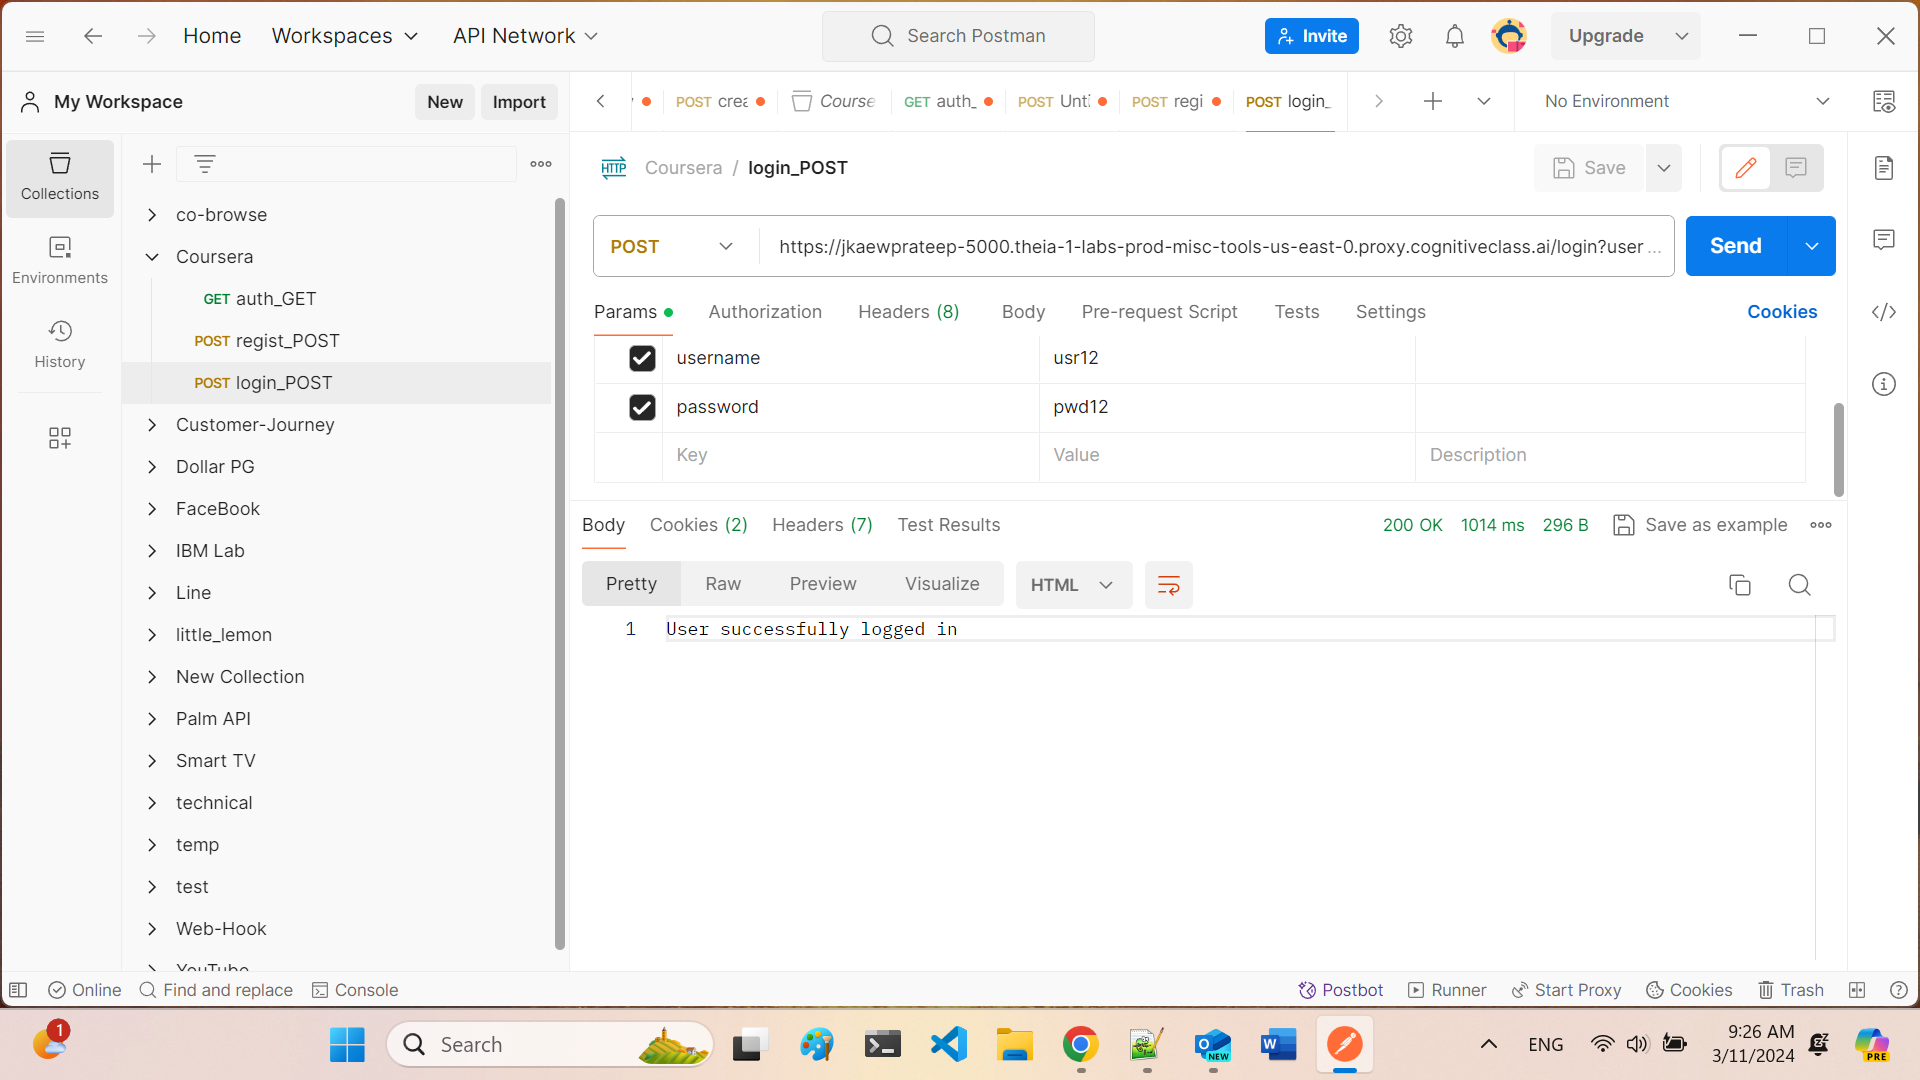 Home Workspaces API Network Search Postman Invite Upgrade
My Workspace New Import
POST crea Course GET auth_ POST Unti POST regi POST login_ No Environment
Collections
Environments
History
co-browse
Coursera
GET auth_GET
POST regist_POST
POST login_POST
Customer-Journey
Dollar PG
FaceBook
IBM Lab
Line
little_lemon
New Collection
Palm API
Smart TV
technical
temp
test
Web-Hook
YouTube
HTTP Coursera / login_POST Save
POST https://jkaewprateep-5000.theia-1-labs-prod-misc-tools-us-east-0.proxy.cognitiveclass.ai/login?user ... Send
Params Authorization Headers (8) Body Pre-request Script Tests Settings Cookies
username usr12
password pwd12
Key Value Description
Body Cookies (2) Headers (7) Test Results 200 OK 1014 ms 296 B Save as example
Pretty Raw Preview Visualize HTML
1 User successfully logged in
Online Find and replace Console Postbot Runner Start Proxy Cookies Trash
1 Search NEW W ENG 9:26 AM PRE
3/11/2024